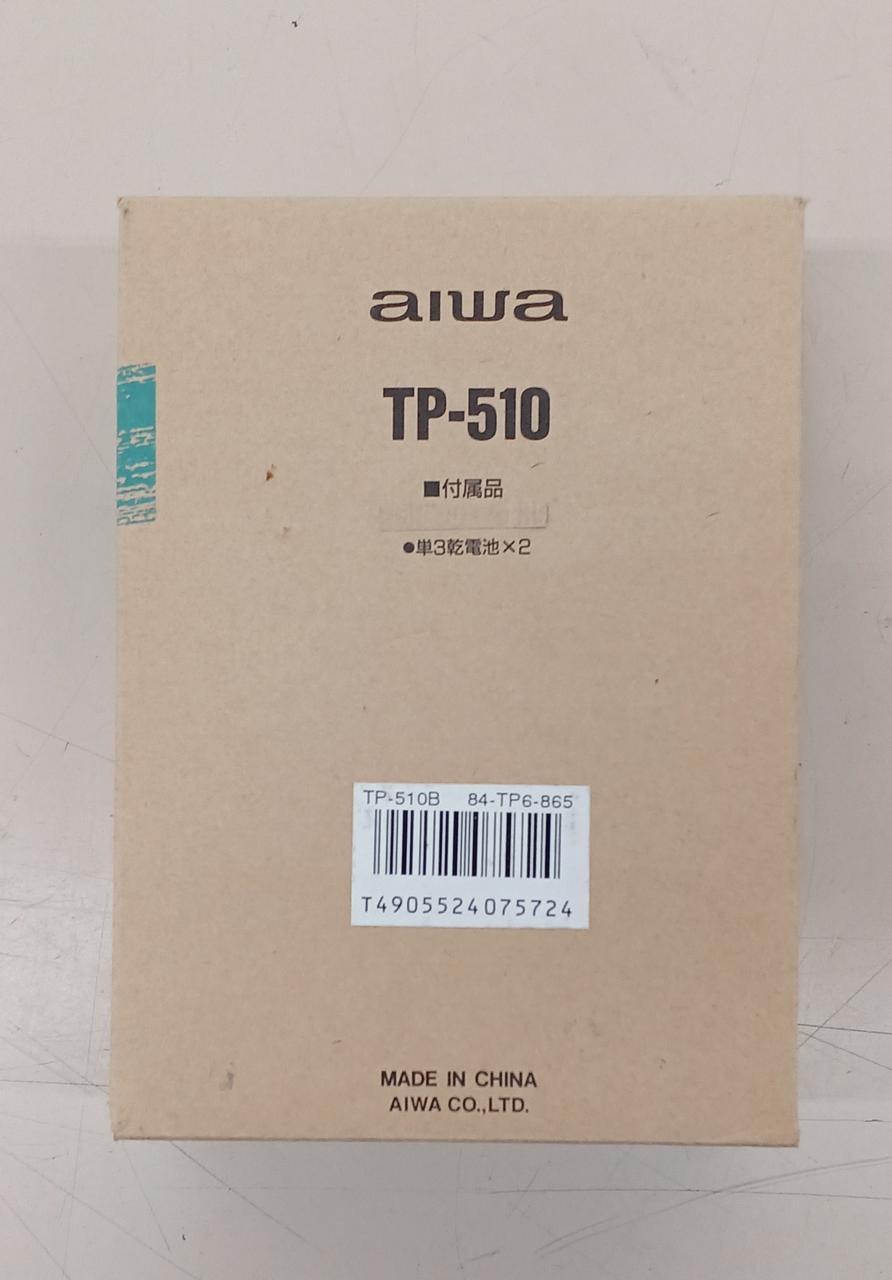 aiwa
TP-510
■付属品
●単3乾電池×2
TP-510B 84-TP6-865
T4905524075724
MADE IN CHINA
AIWA CO.,LTD.